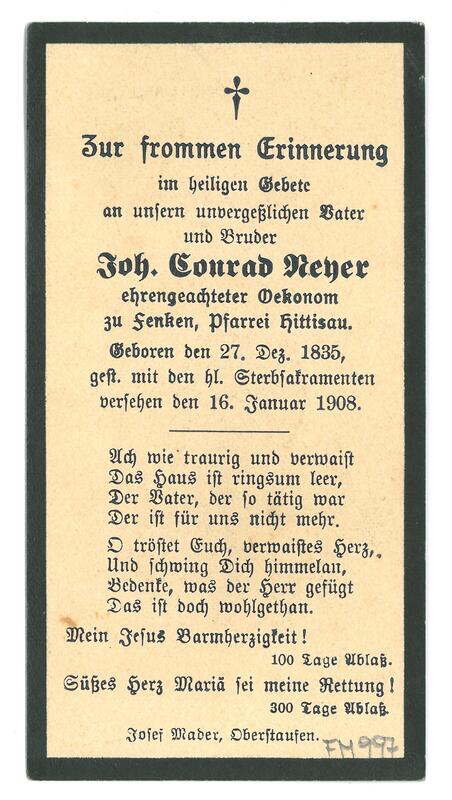 Zur frommen Erinnerung
im heiligen Gebete
an unsern unvergeßlichen Vater
und Bruder
Joh. Conrad Neyer
ehrengeachteter Oekonom
zu Fenken, Pfarrei Hittisau.
Geboren den 27. Dez. 1835,
gest. mit den hl. Sterbsakramenten
versehen den 16. Januar 1908.
Ach wie traurig und verwaist
Das Haus ist ringsum leer,
Der Vater, der so tätig war
Der ist für uns nicht mehr.
O tröstet Euch, verwaistes Herz,
Und schwing Dich himmelan,
Bedenke, was der Herr gefügt
Das ist doch wohlgethan.
Mein Jesus Barmherzigkeit!
100 Tage Ablaß.
Süßes Herz Mariä sei meine Rettung!
300 Tage Ablaß.
Josef Mader, Oberstaufen.
FM 997